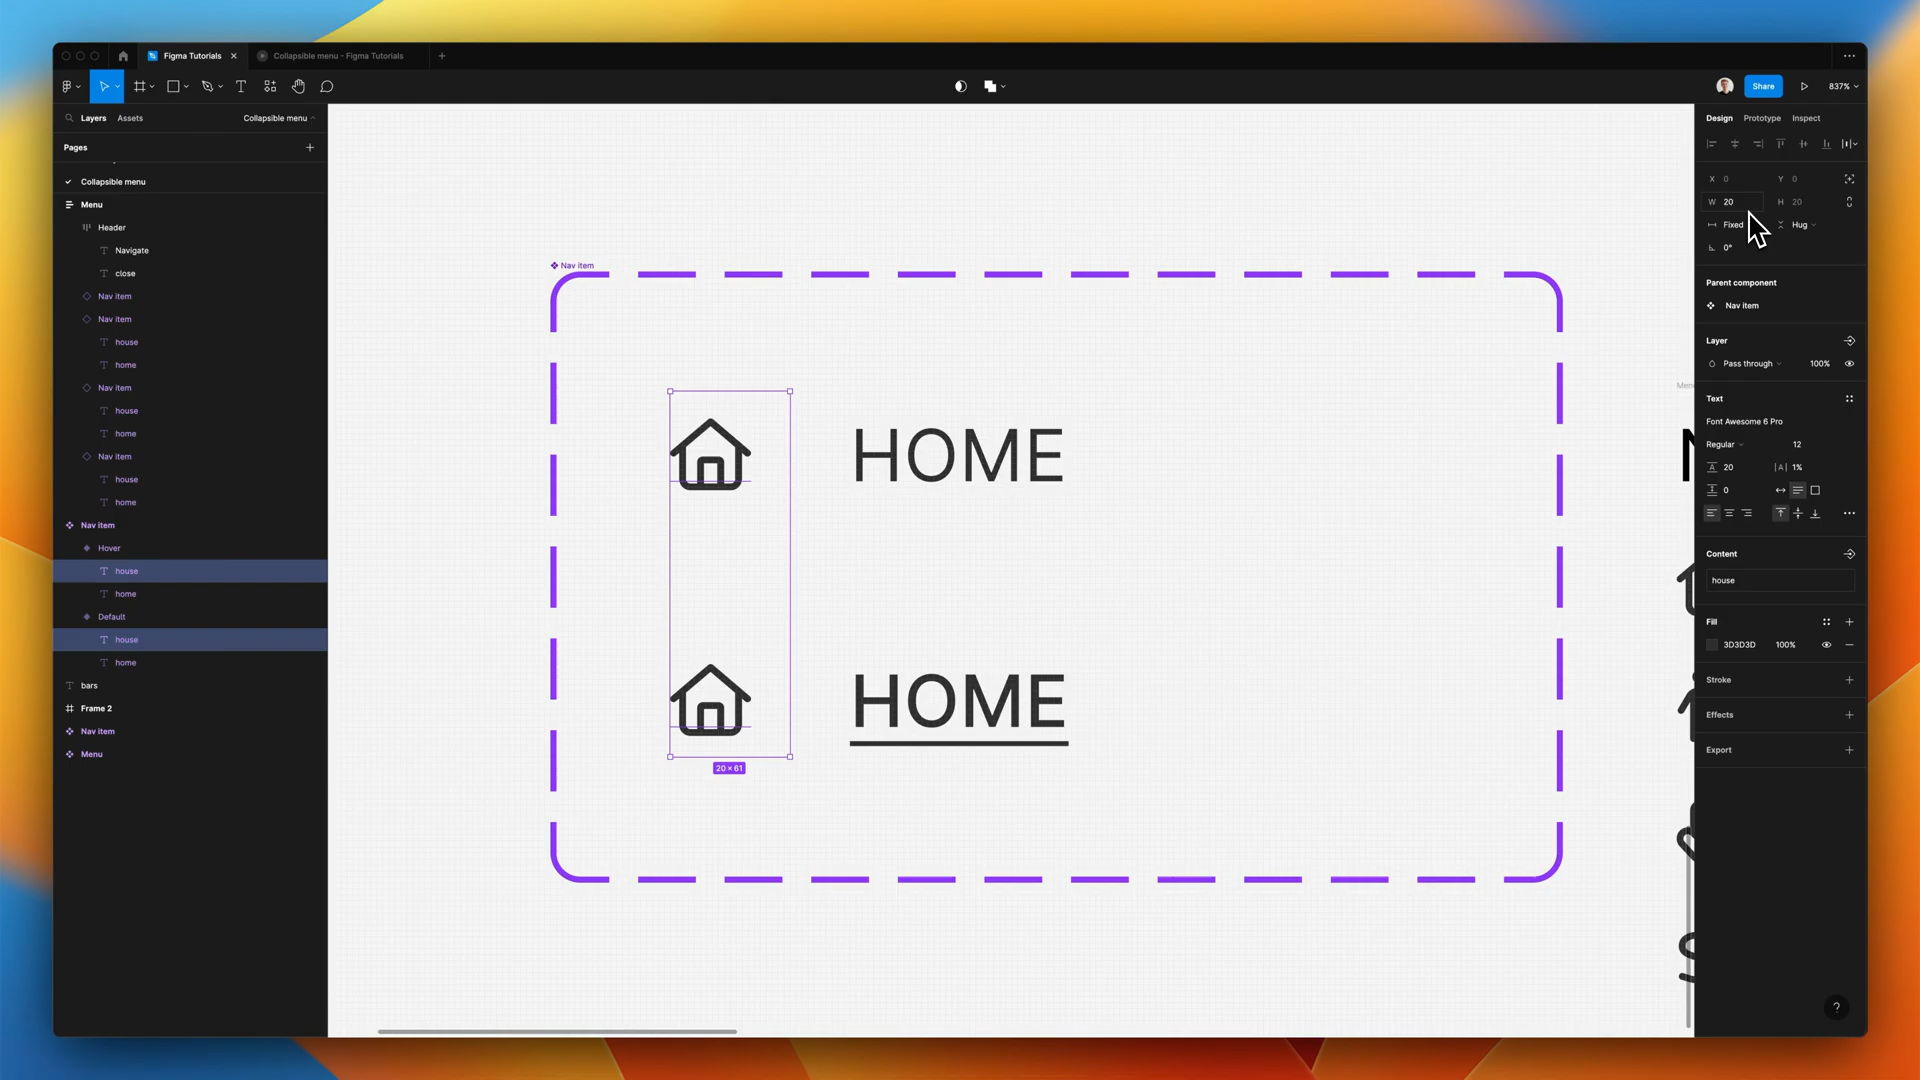 Figma Tutorials
Collapsible menu - Figma Tutorials
Share
837%
Layers
Assets
Collapsible menu
Pages
Collapsible menu
Menu
Header
Navigate
close
Nav item
Nav item
house
home
Nav item
house
home
Nav item
house
home
Nav item
Hover
house
home
Default
house
home
bars
Frame 2
Nav item
Menu
Nav item
HOME
HOME
20 × 61
Design
Prototype
Inspect
X 0
Y 0
W 20
H 20
Fixed
Hug
0°
Parent component
Nav item
Layer
Pass through
100%
Text
Font Awesome 6 Pro
Regular
12
20
1%
0
Content
house
Fill
3D3D3D
100%
Stroke
Effects
Export
?